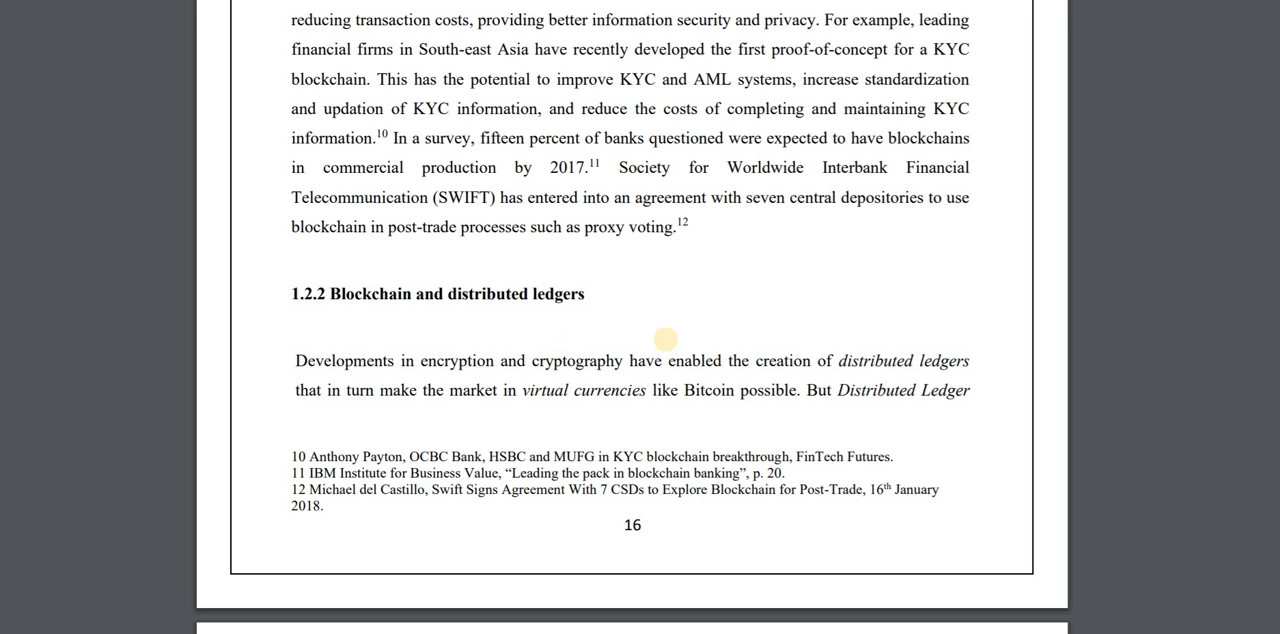 reducing transaction costs, providing better information security and privacy. For example, leading
financial firms in South-east Asia have recently developed the first proof-of-concept for a KYC
blockchain. This has the potential to improve KYC and AML systems, increase standardization
and updation of KYC information, and reduce the costs of completing and maintaining KYC
information.10 In a survey, fifteen percent of banks questioned were expected to have blockchains
in commercial production by 2017.11 Society for Worldwide Interbank Financial
Telecommunication (SWIFT) has entered into an agreement with seven central depositories to use
blockchain in post-trade processes such as proxy voting.12
1.2.2 Blockchain and distributed ledgers
Developments in encryption and cryptography have enabled the creation of distributed ledgers
that in turn make the market in virtual currencies like Bitcoin possible. But Distributed Ledger
10 Anthony Payton, OCBC Bank, HSBC and MUFG in KYC blockchain breakthrough, FinTech Futures.
11 IBM Institute for Business Value, “Leading the pack in blockchain banking”, p. 20.
12 Michael del Castillo, Swift Signs Agreement With 7 CSDs to Explore Blockchain for Post-Trade, 16th January
2018.
16